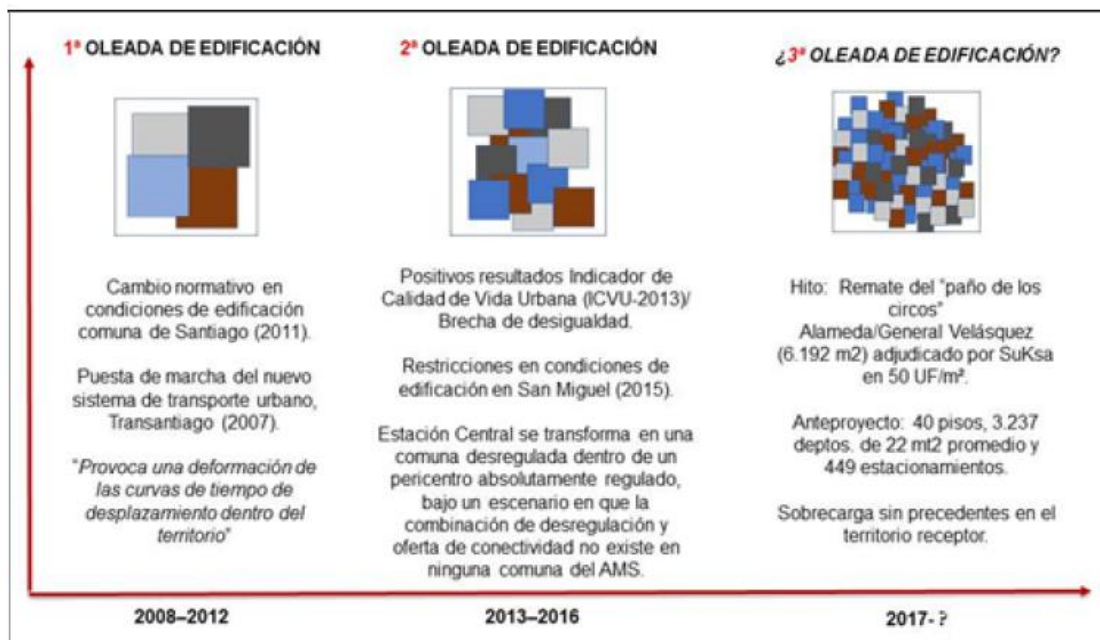 1ª OLEADA DE EDIFICACIÓN
Cambio normativo en
condiciones de edificación
comuna de Santiago (2011).
Puesta de marcha del nuevo
sistema de transporte urbano,
Transantiago (2007).
"Provoca una deformación de
las curvas de tiempo de
desplazamiento dentro del
territorio"
2008–2012
2ª OLEADA DE EDIFICACIÓN
Positivos resultados Indicador de
Calidad de Vida Urbana (ICVU-2013)/
Brecha de desigualdad.
Restricciones en condiciones de
edificación en San Miguel (2015).
Estación Central se transforma en una
comuna desregulada dentro de un
pericentro absolutamente regulado,
bajo un escenario en que la
combinación de desregulación y
oferta de conectividad no existe en
ninguna comuna del AMS.
2013–2016
¿3ª OLEADA DE EDIFICACIÓN?
Hito: Remate del "paño de los
circos"
Alameda/General Velásquez
(6.192 m2) adjudicado por SuKsa
en 50 UF/m².
Anteproyecto: 40 pisos, 3.237
deptos. de 22 mt2 promedio y
449 estacionamientos.
Sobrecarga sin precedentes en el
territorio receptor.
2017- ?